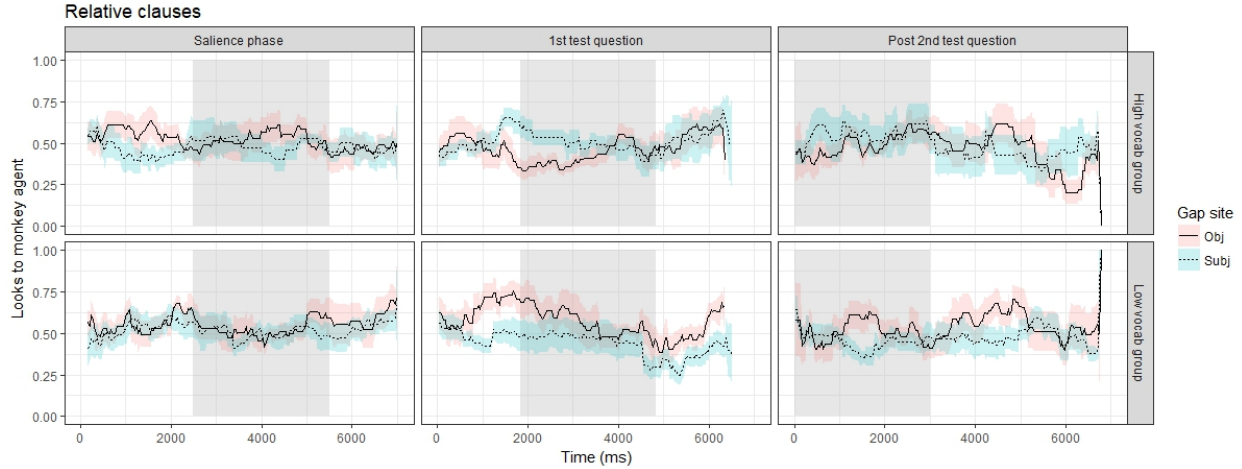 Relative clauses
Salience phase
1st test question
Post 2nd test question
1.00
0.75
0.50
0.25
0.00
High vocab group
1.00
0.75
0.50
0.25
0.00
Low vocab group
Looks to monkey agent
0 2000 4000 6000
0 2000 4000 6000
0 2000 4000 6000
Time (ms)
Gap site
Obj
Subj